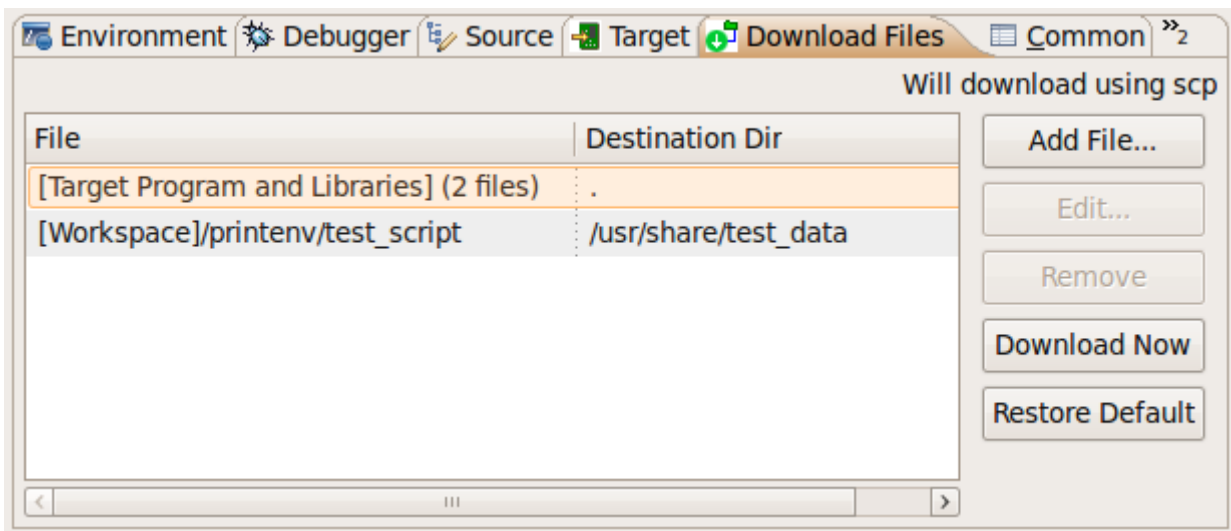 Environment Debugger Source Target Download Files Common »2
Will download using scp
File Destination Dir Add File...
[Target Program and Libraries] (2 files) .
Edit...
[Workspace]/printenv/test_script /usr/share/test_data
Remove
Download Now
Restore Default